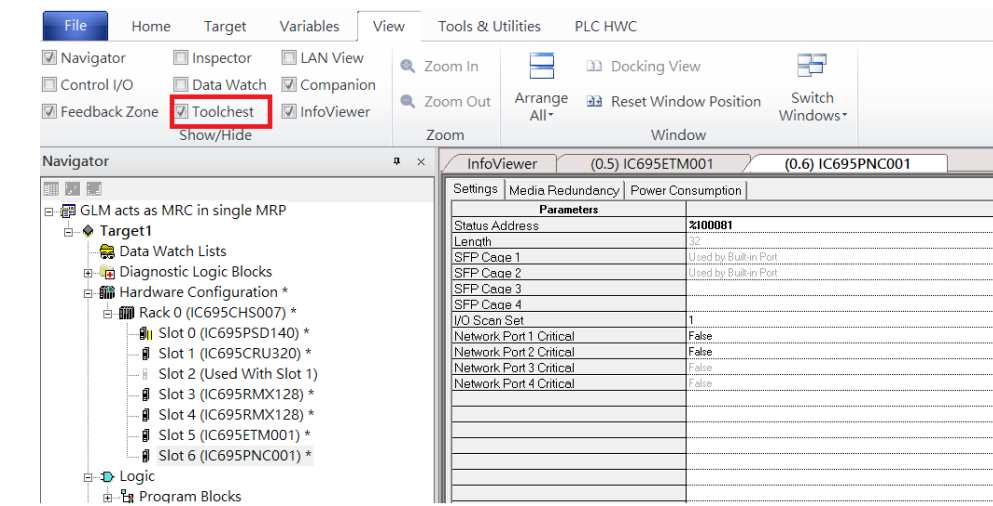 File Home Target Variables View Tools & Utilities PLC HWC
Navigator Inspector LAN View Zoom In Docking View
Control I/O Data Watch Companion
Feedback Zone Toolchest InfoViewer Zoom Out Arrange All Reset Window Position Switch Windows
Show/Hide Zoom Window
Navigator
InfoViewer (0.5) IC695ETM001 (0.6) IC695PNC001
GLM acts as MRC in single MRP
Target1
Data Watch Lists
Diagnostic Logic Blocks
Hardware Configuration *
Rack 0 (IC695CHS007) *
Slot 0 (IC695PSD140) *
Slot 1 (IC695CRU320) *
Slot 2 (Used With Slot 1)
Slot 3 (IC695RMX128) *
Slot 4 (IC695RMX128) *
Slot 5 (IC695ETM001) *
Slot 6 (IC695PNC001) *
Logic
Program Blocks
Settings Media Redundancy Power Consumption
Parameters
Status Address %I00081
Length 32
SFP Cage 1 Used by Built-in Port
SFP Cage 2 Used by Built-in Port
SFP Cage 3
SFP Cage 4
I/O Scan Set 1
Network Port 1 Critical False
Network Port 2 Critical False
Network Port 3 Critical False
Network Port 4 Critical False